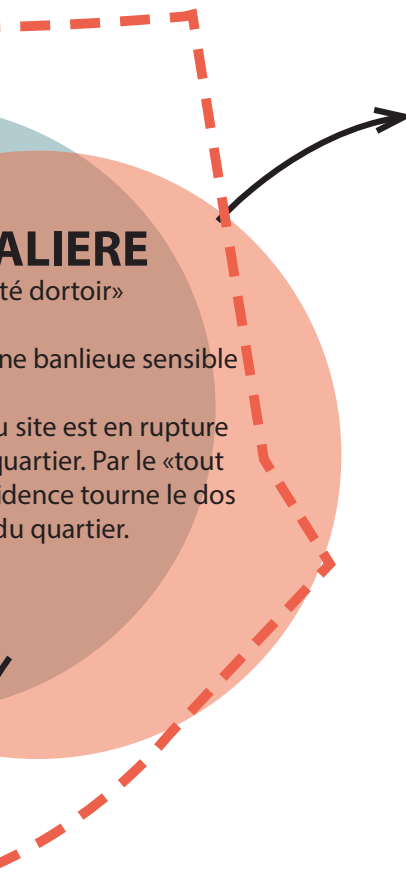 ALIERE
té dortoir»
ne banlieue sensible
u site est en rupture
quartier. Par le «tout
idence tourne le dos
du quartier.